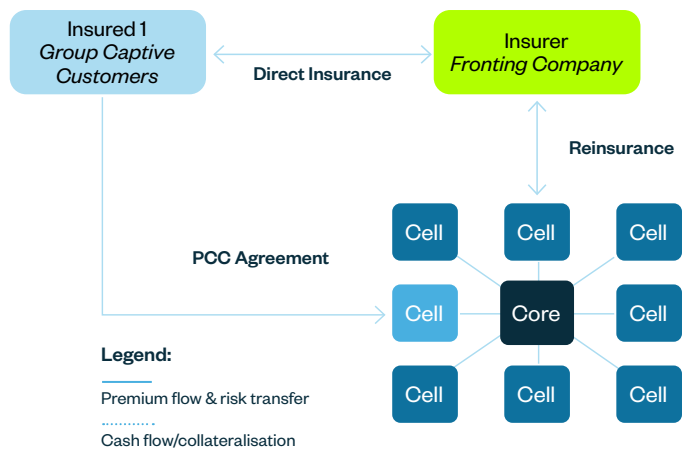 Insured 1
Group Captive
Customers
Insurer
Fronting Company
Direct Insurance
Reinsurance
Cell
Cell
Cell
PCC Agreement
Cell
Core
Cell
Legend:
Premium flow & risk transfer
Cell
Cell
Cell
Cash flow/collateralisation